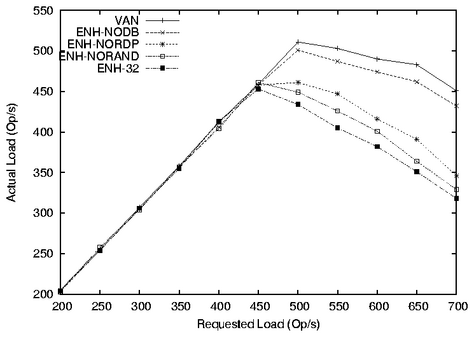 VAN
ENH-NODB
ENH-NORDP
ENH-NORAND
ENH-32
550
500
450
400
350
300
250
200
Actual Load (Op/s)
200 250 300 350 400 450 500 550 600 650 700
Requested Load (Op/s)